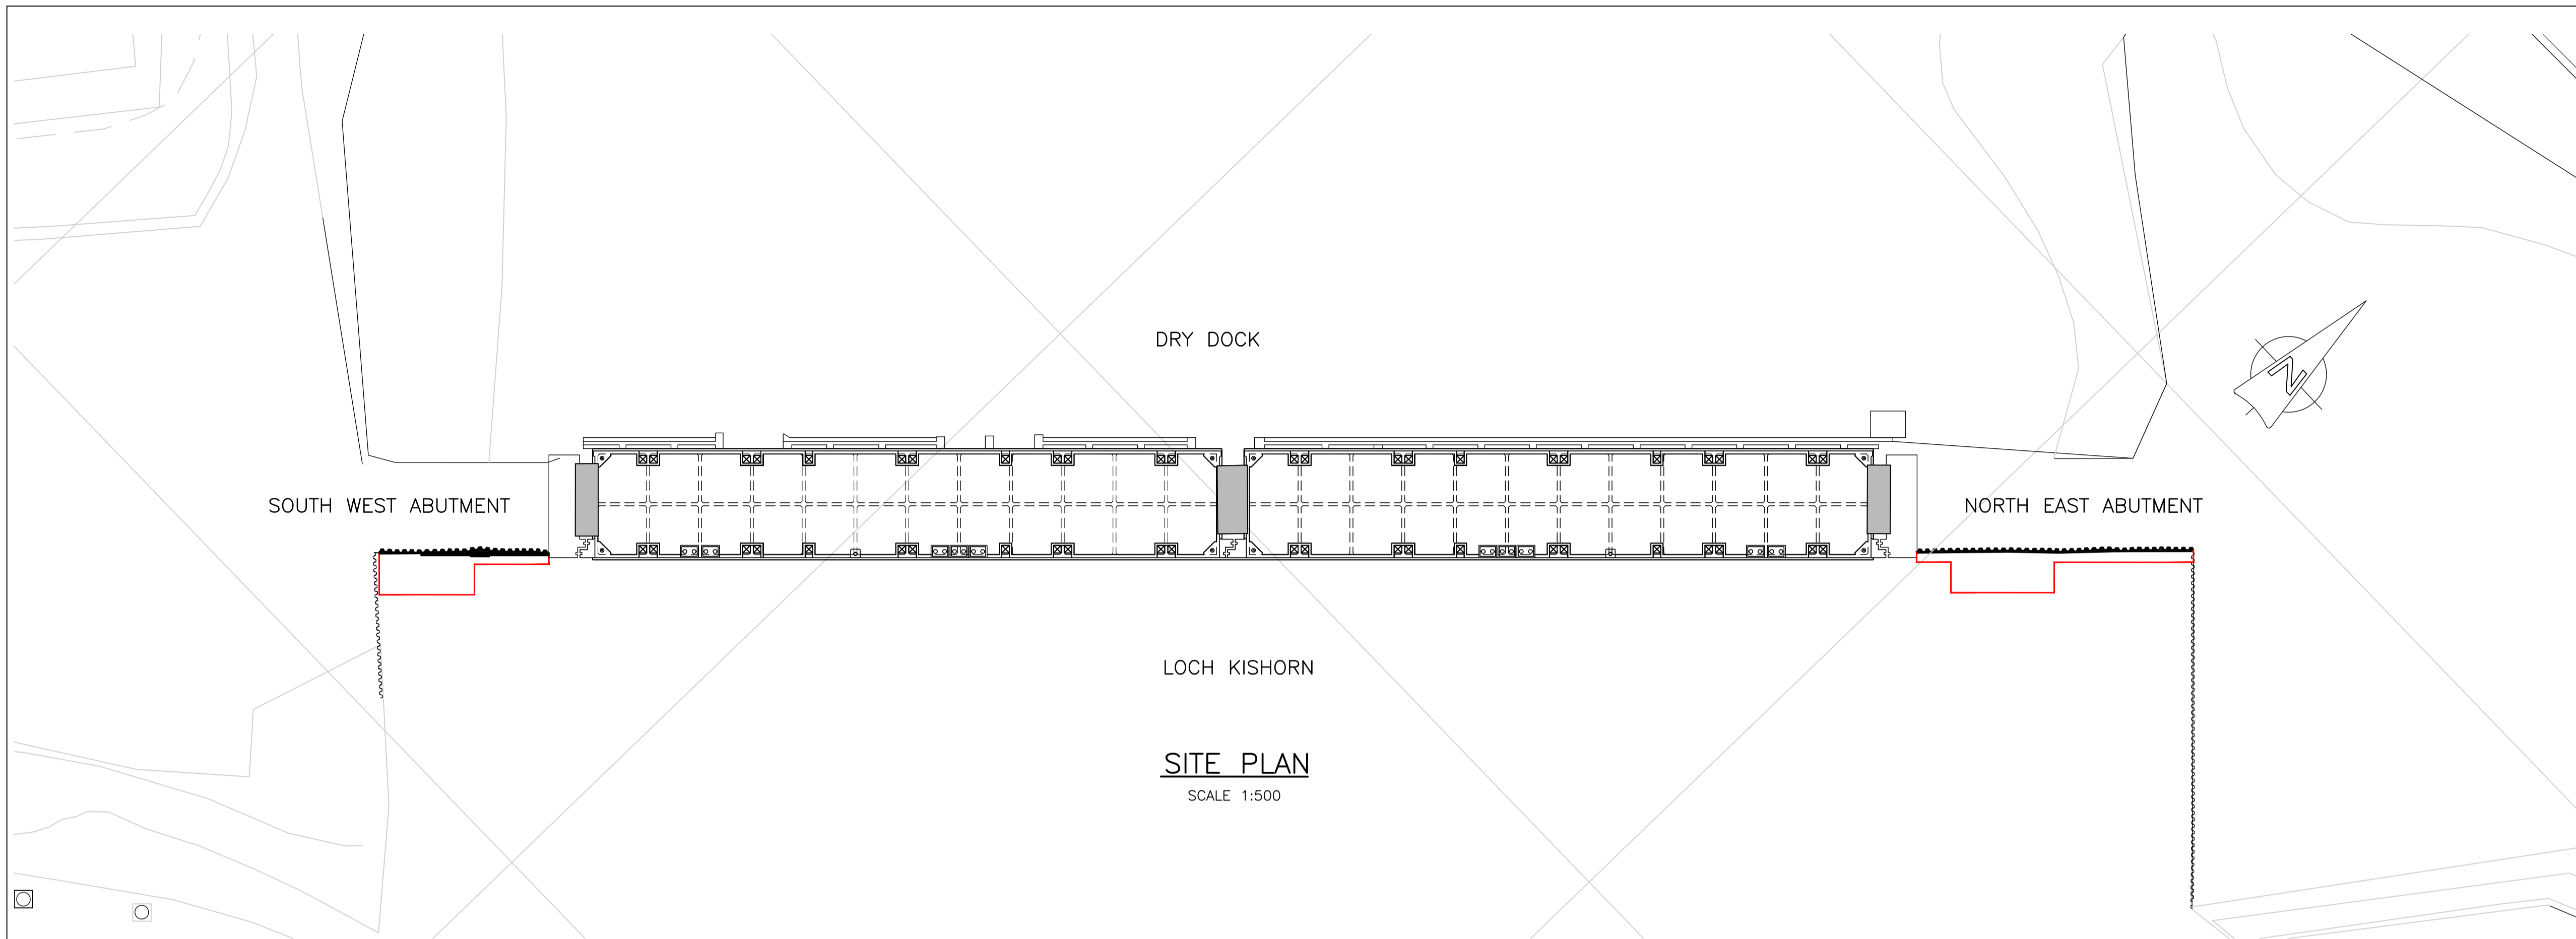 DRY DOCK
N
SOUTH WEST ABUTMENT
NORTH EAST ABUTMENT
LOCH KISHORN
SITE PLAN
SCALE 1:500